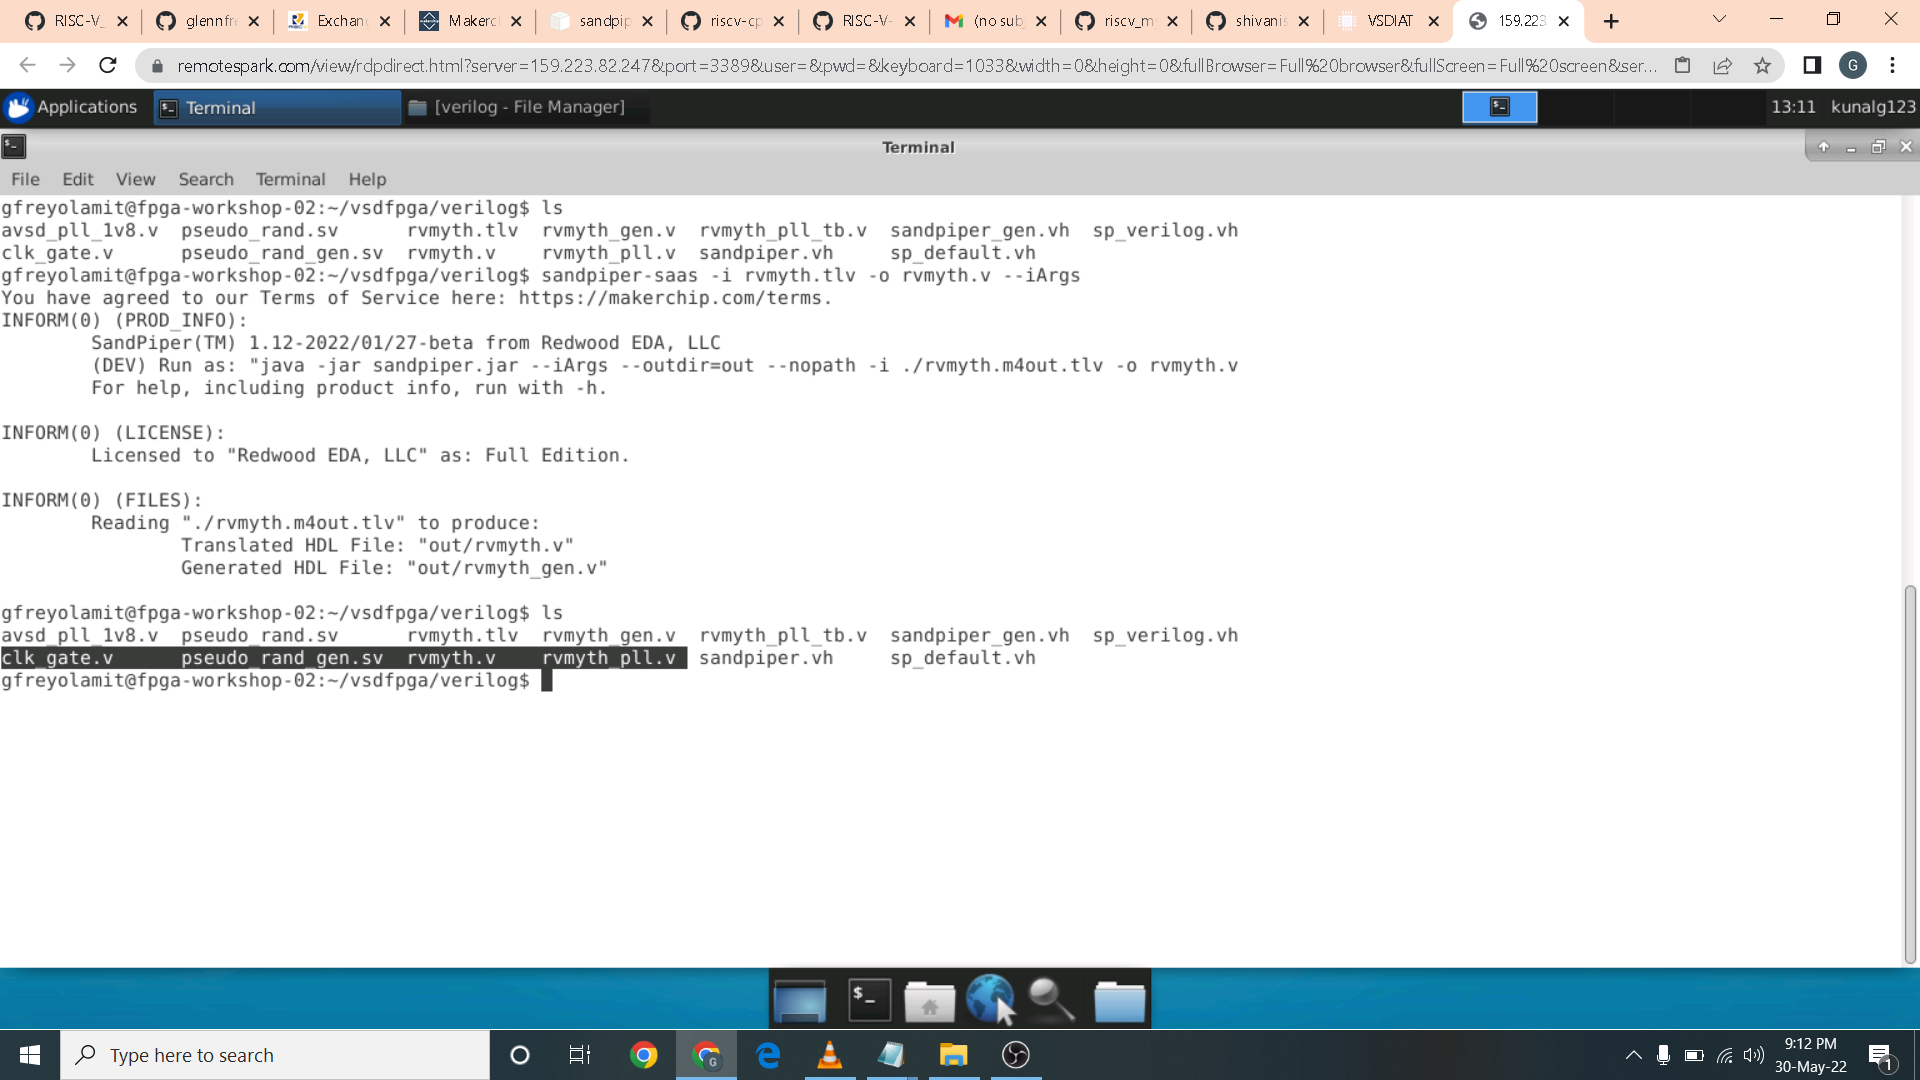 RISC-V_
glennfr
Exchan
Makerc
sandpip
riscv-cp
RISC-V-
(no sub
riscv_m
shivanis
VSDIAT
159.223
remotespark.com/view/rdpdirect.html?server=159.223.82.247&port=3389&user=&pwd=&keyboard=1033&width=0&height=0&fullBrowser=Full%20browser&fullScreen=Full%20screen&ser...
G
Applications
Terminal
[verilog - File Manager]
13:11 kunalg123
Terminal
File Edit View Search Terminal Help
gfreyolamit@fpga-workshop-02:~/vsdfpga/verilog$ ls
avsd_pll_1v8.v pseudo_rand.sv rvmyth.tlv rvmyth_gen.v rvmyth_pll_tb.v sandpiper_gen.vh sp_verilog.vh
clk_gate.v pseudo_rand_gen.sv rvmyth.v rvmyth_pll.v sandpiper.vh sp_default.vh
gfreyolamit@fpga-workshop-02:~/vsdfpga/verilog$ sandpiper-saas -i rvmyth.tlv -o rvmyth.v --iArgs
You have agreed to our Terms of Service here: https://makerchip.com/terms.
INFORM(0) (PROD_INFO):
SandPiper(TM) 1.12-2022/01/27-beta from Redwood EDA, LLC
(DEV) Run as: "java -jar sandpiper.jar --iArgs --outdir=out --nopath -i ./rvmyth.m4out.tlv -o rvmyth.v
For help, including product info, run with -h.
INFORM(0) (LICENSE):
Licensed to "Redwood EDA, LLC" as: Full Edition.
INFORM(0) (FILES):
Reading "./rvmyth.m4out.tlv" to produce:
Translated HDL File: "out/rvmyth.v"
Generated HDL File: "out/rvmyth_gen.v"
gfreyolamit@fpga-workshop-02:~/vsdfpga/verilog$ ls
avsd_pll_1v8.v pseudo_rand.sv rvmyth.tlv rvmyth_gen.v rvmyth_pll_tb.v sandpiper_gen.vh sp_verilog.vh
clk_gate.v pseudo_rand_gen.sv rvmyth.v rvmyth_pll.v sandpiper.vh sp_default.vh
gfreyolamit@fpga-workshop-02:~/vsdfpga/verilog$
Type here to search
9:12 PM
30-May-22
1